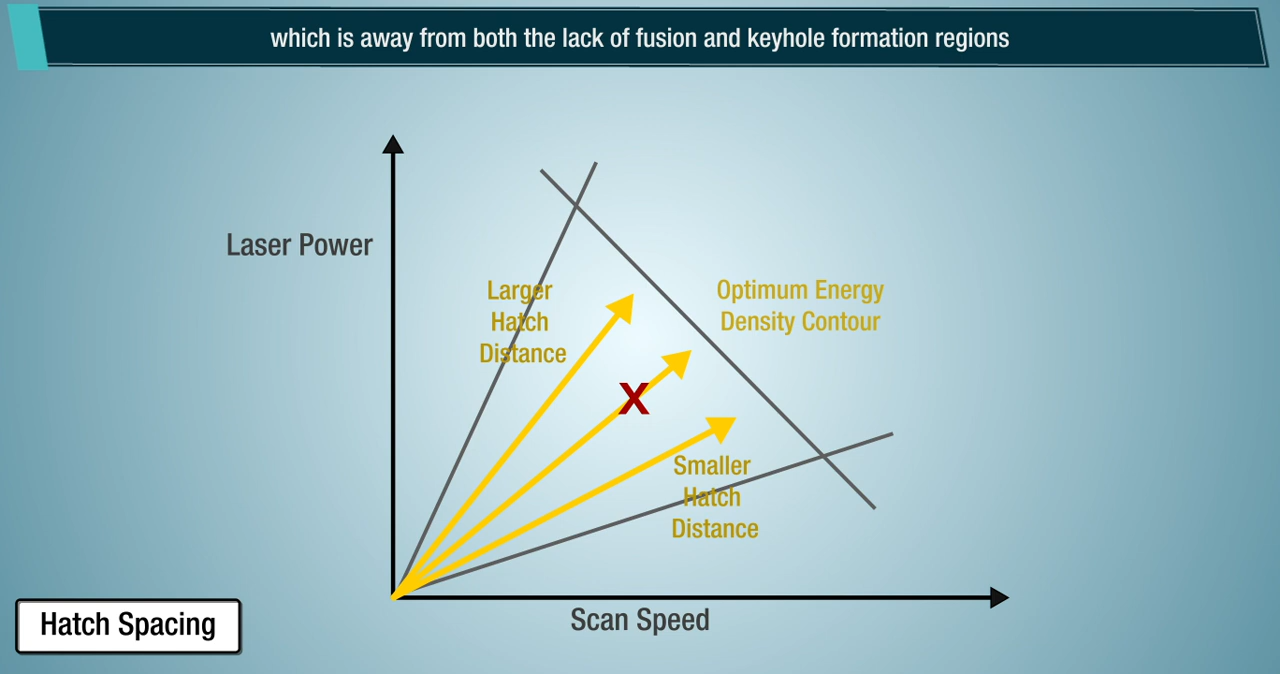 which is away from both the lack of fusion and keyhole formation regions
Laser Power
Larger
Hatch
Distance
Optimum Energy
Density Contour
X
Smaller
Hatch
Distance
Scan Speed
Hatch Spacing